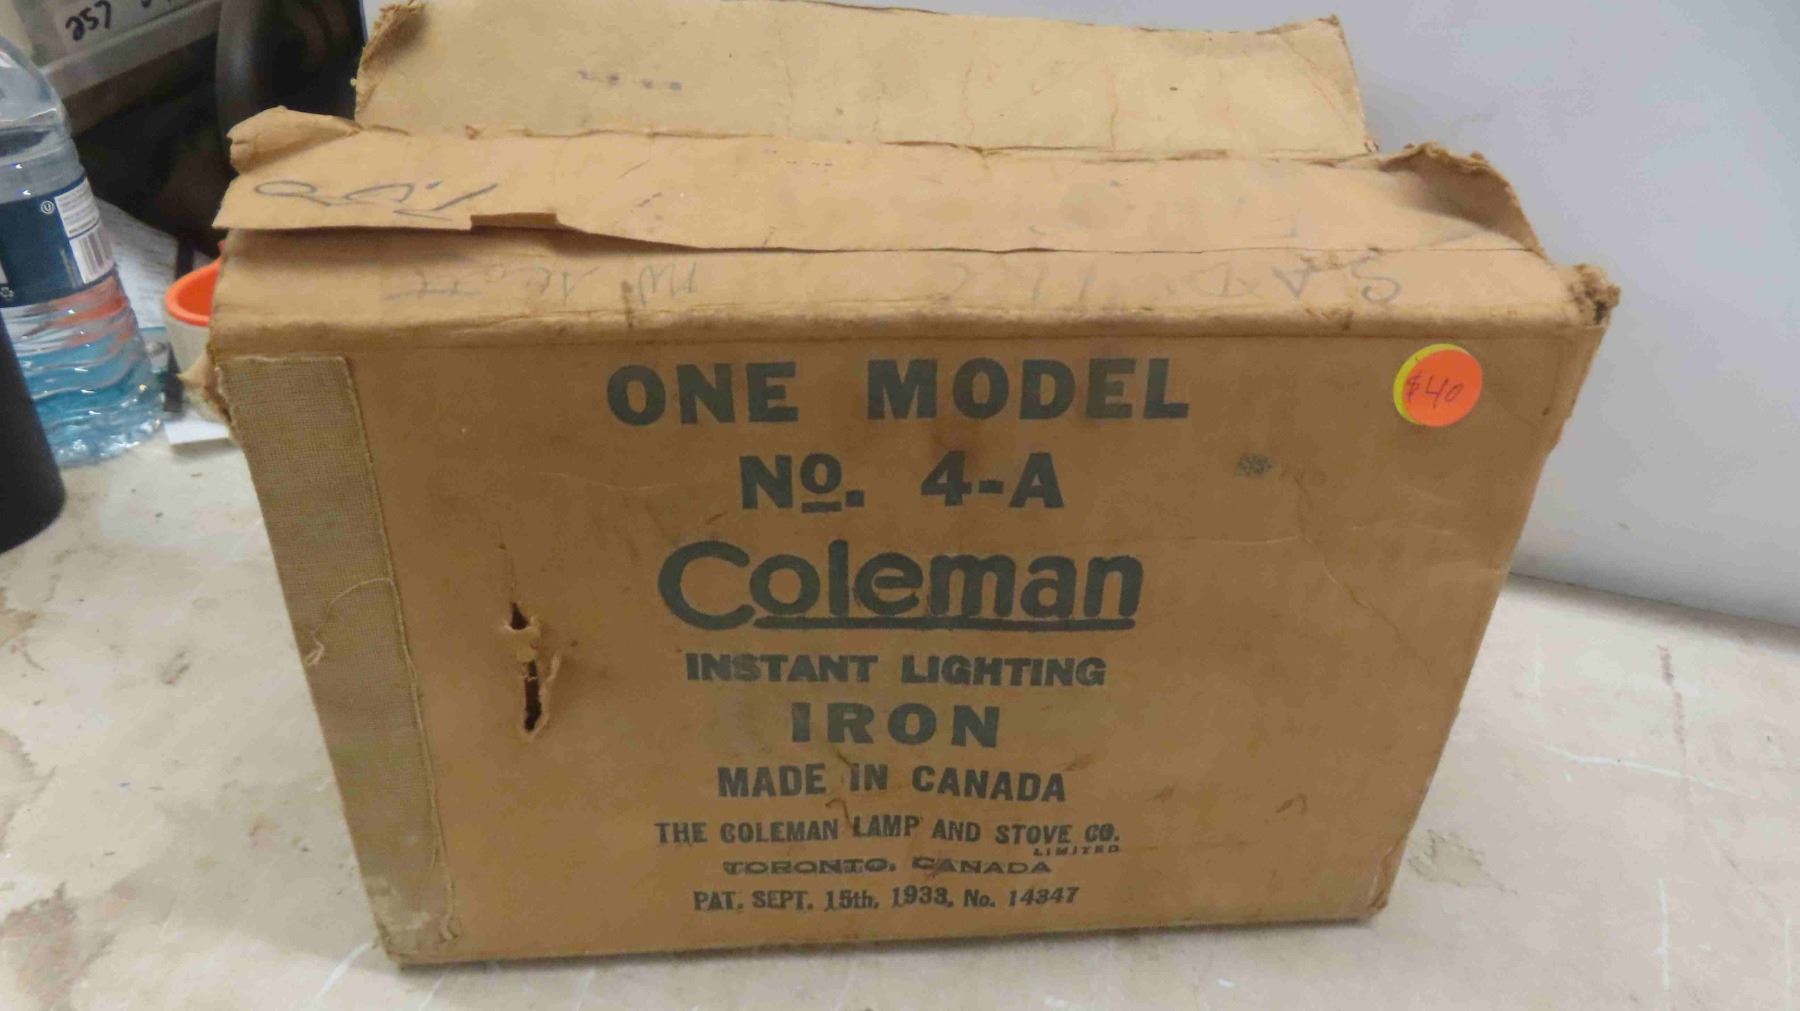 257
ONE MODEL
$40
No. 4-A
Coleman
INSTANT LIGHTING
IRON
MADE IN CANADA
THE COLEMAN LAMP AND STOVE CO.
LIMITED
TORONTO, CANADA
PAT. SEPT. 15th, 1933, No. 14347